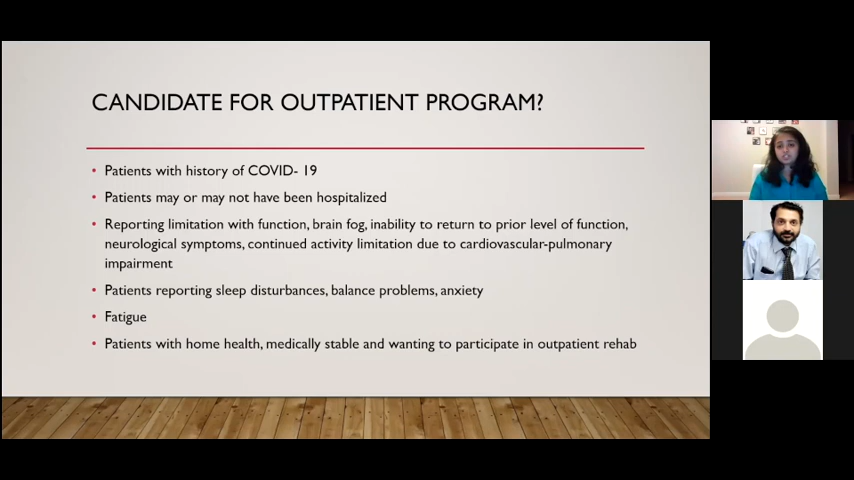 CANDIDATE FOR OUTPATIENT PROGRAM?
• Patients with history of COVID- 19
• Patients may or may not have been hospitalized
• Reporting limitation with function, brain fog, inability to return to prior level of function,
neurological symptoms, continued activity limitation due to cardiovascular-pulmonary
impairment
• Patients reporting sleep disturbances, balance problems, anxiety
• Fatigue
• Patients with home health, medically stable and wanting to participate in outpatient rehab